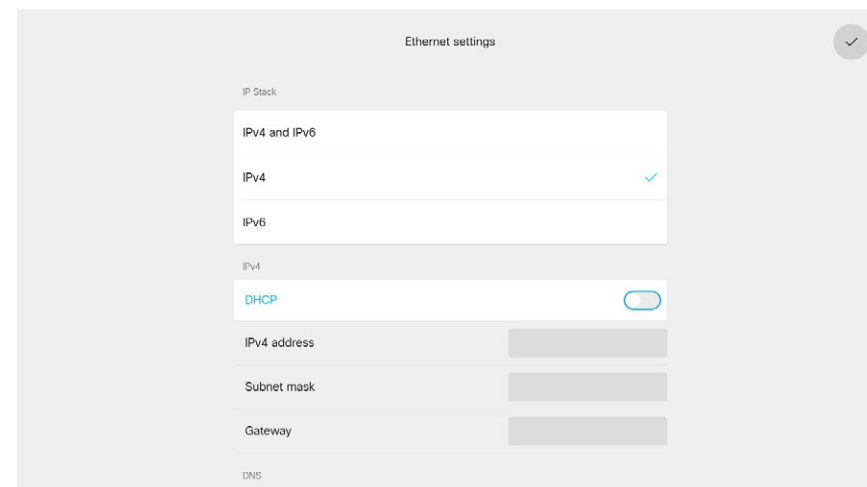 Ethernet settings
IP Stack
IPv4 and IPv6
IPv4
IPv6
IPv4
DHCP
IPv4 address
Subnet mask
Gateway
DNS